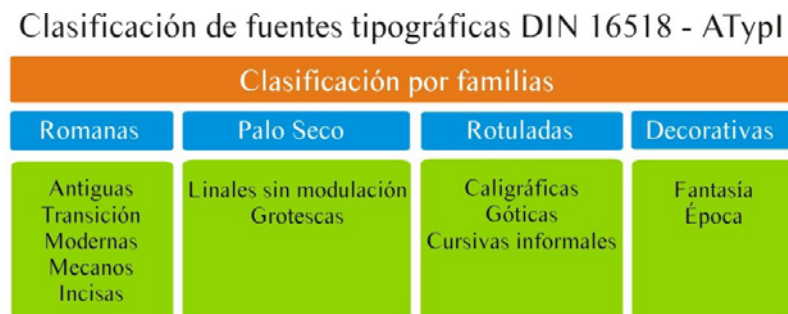 Clasificación de fuentes tipográficas DIN 16518 - ATypI
Clasificación por familias
Romanas
Antiguas
Transición
Modernas
Mecanos
Incisas
Palo Seco
Linales sin modulación
Grotescas
Rotuladas
Caligráficas
Góticas
Cursivas informales
Decorativas
Fantasía
Época